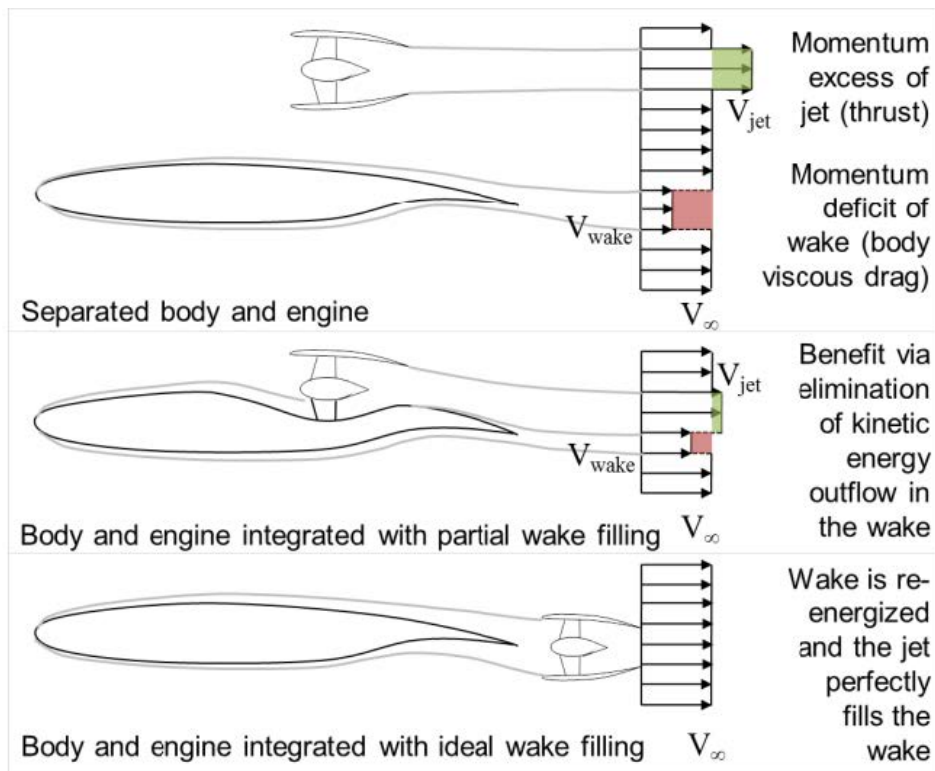 Momentum
excess of
jet (thrust)
V_jet
Momentum
deficit of
wake (body
viscous drag)
V_wake
Separated body and engine
V_∞
Benefit via
elimination
of kinetic
energy
outflow in
the wake
V_jet
V_wake
Body and engine integrated with partial wake filling
V_∞
Wake is re-
energized
and the jet
perfectly
fills the
wake
Body and engine integrated with ideal wake filling
V_∞